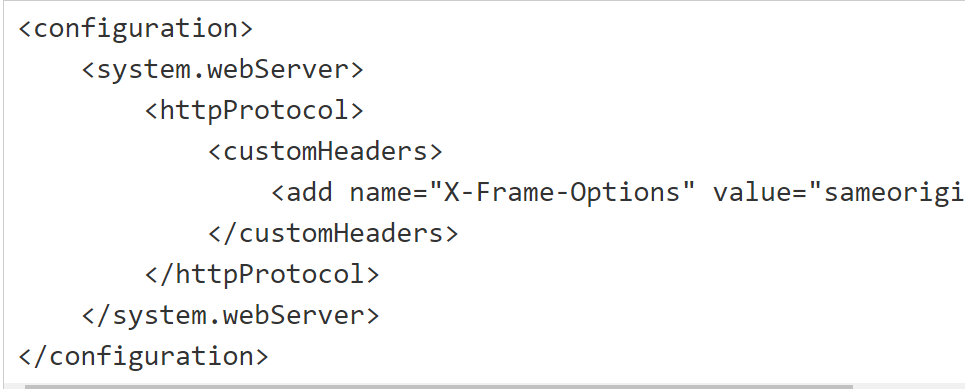 <configuration>
    <system.webServer>
        <httpProtocol>
            <customHeaders>
                <add name="X-Frame-Options" value="sameorigi
            </customHeaders>
        </httpProtocol>
    </system.webServer>
</configuration>